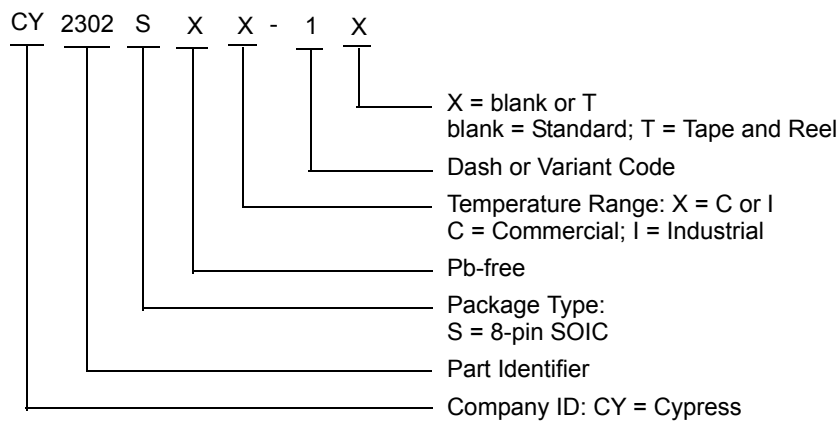 CY 2302 S X X - 1 X
X = blank or T
blank = Standard; T = Tape and Reel
Dash or Variant Code
Temperature Range: X = C or I
C = Commercial; I = Industrial
Pb-free
Package Type:
S = 8-pin SOIC
Part Identifier
Company ID: CY = Cypress